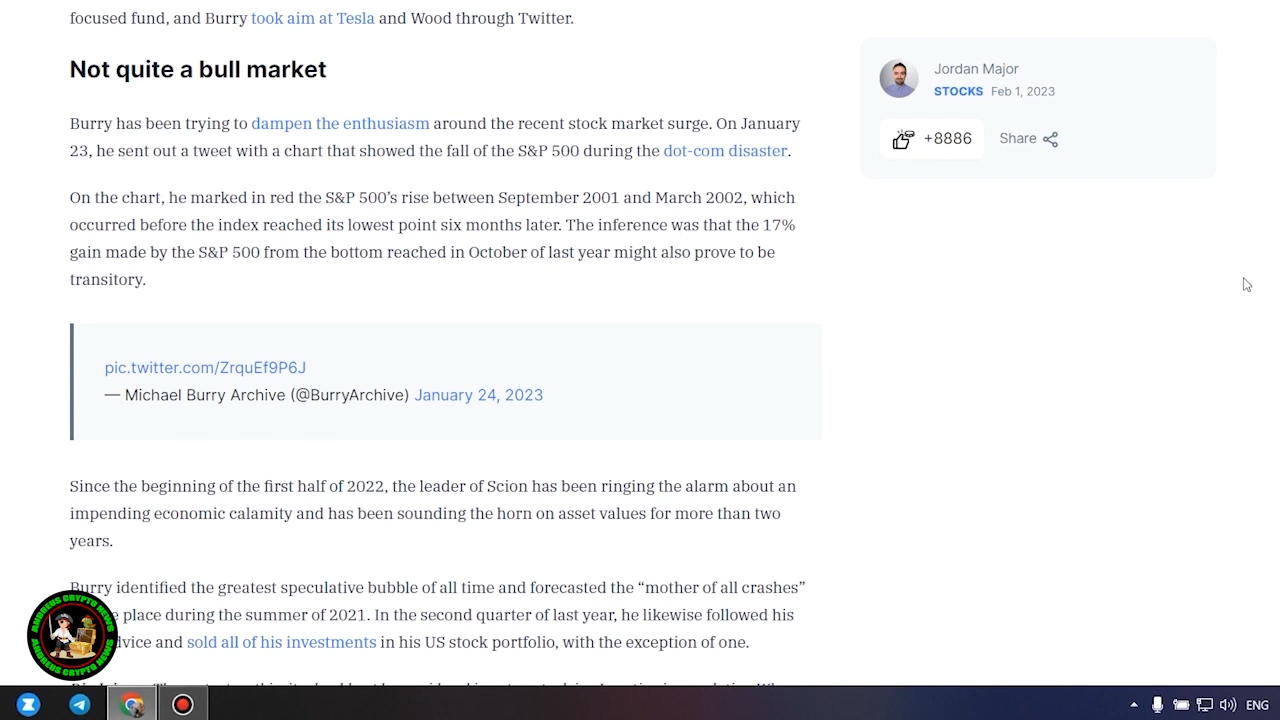 focused fund, and Burry took aim at Tesla and Wood through Twitter.
Not quite a bull market
Burry has been trying to dampen the enthusiasm around the recent stock market surge. On January
23, he sent out a tweet with a chart that showed the fall of the S&P 500 during the dot-com disaster.
On the chart, he marked in red the S&P 500’s rise between September 2001 and March 2002, which
occurred before the index reached its lowest point six months later. The inference was that the 17%
gain made by the S&P 500 from the bottom reached in October of last year might also prove to be
transitory.
pic.twitter.com/ZrquEf9P6J
— Michael Burry Archive (@BurryArchive) January 24, 2023
Since the beginning of the first half of 2022, the leader of Scion has been ringing the alarm about an
impending economic calamity and has been sounding the horn on asset values for more than two
years.
Burry identified the greatest speculative bubble of all time and forecasted the “mother of all crashes”
place during the summer of 2021. In the second quarter of last year, he likewise followed his
sold all of his investments in his US stock portfolio, with the exception of one.
Jordan Major
STOCKS Feb 1, 2023
+8886 Share
ANDREUS CRYPTO NEWS
ANDREUS CRYPTO NEWS
ENG